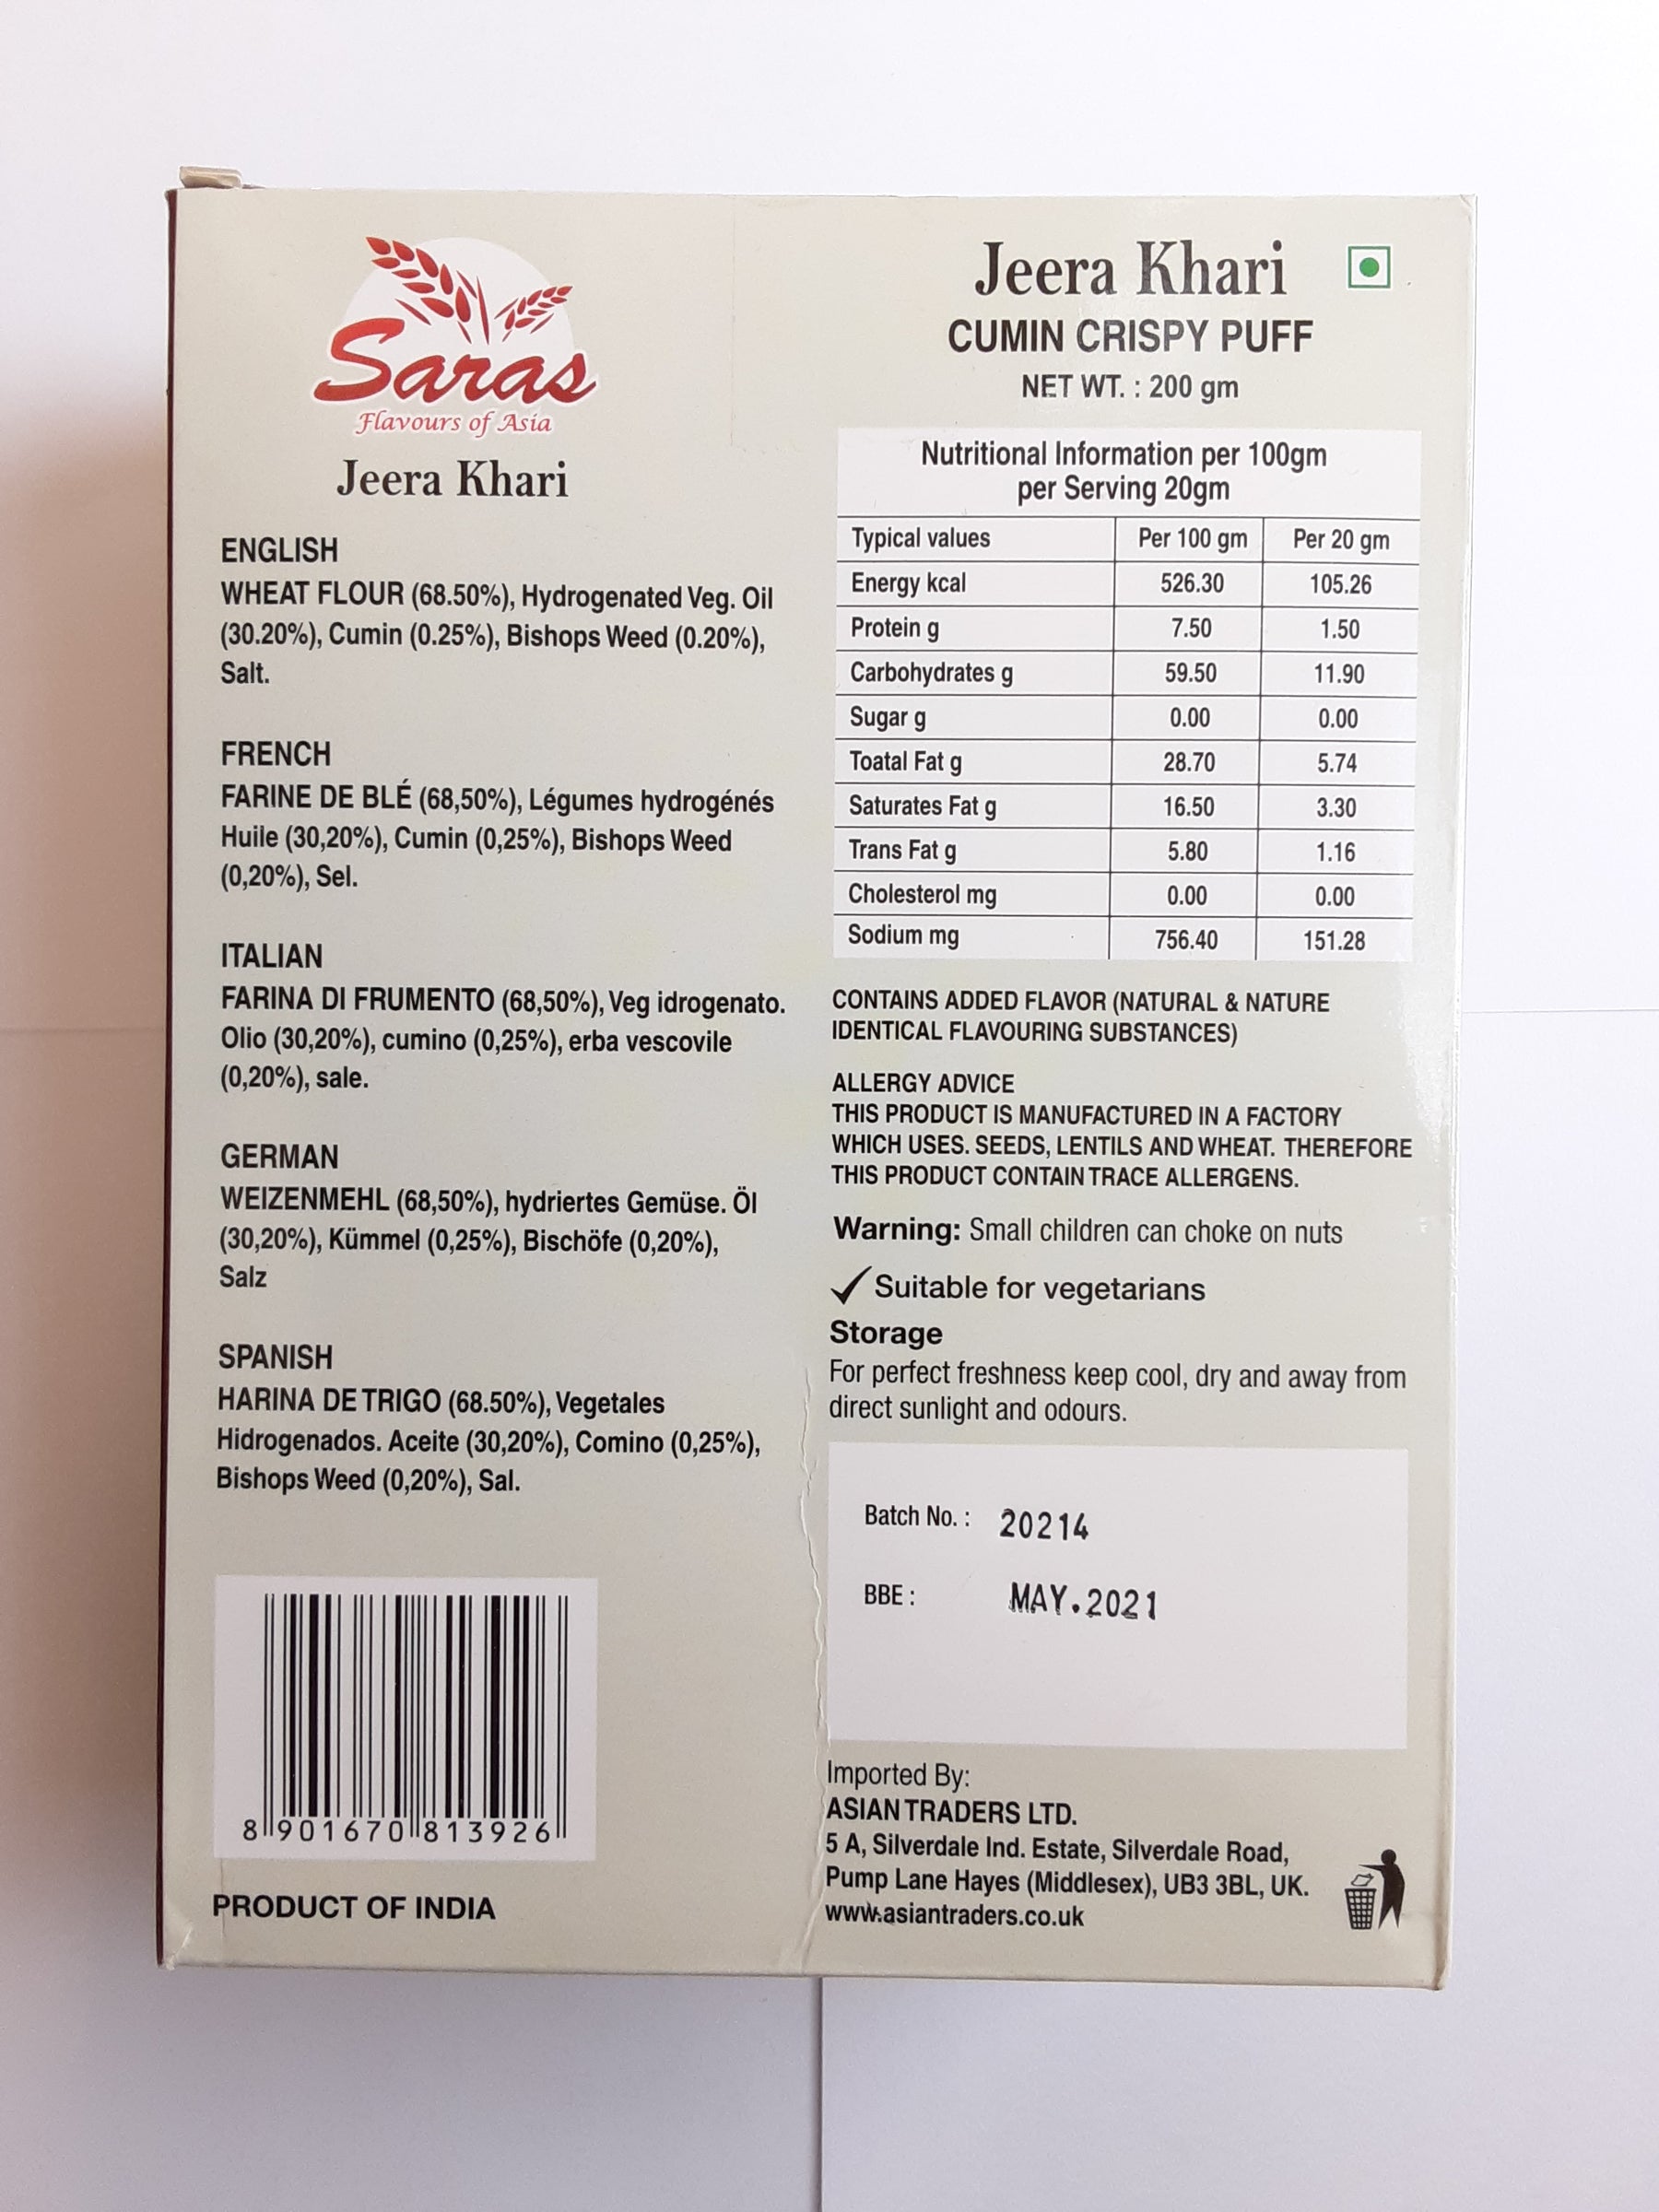 Saras
Flavours of Asia
Jeera Khari
ENGLISH
WHEAT FLOUR (68.50%), Hydrogenated Veg. Oil
(30.20%), Cumin (0.25%), Bishops Weed (0.20%),
Salt.
FRENCH
FARINE DE BLÉ (68,50%), Légumes hydrogénés
Huile (30,20%), Cumin (0,25%), Bishops Weed
(0,20%), Sel.
ITALIAN
FARINA DI FRUMENTO (68,50%), Veg idrogenato.
Olio (30,20%), cumino (0,25%), erba vescovile
(0,20%), sale.
GERMAN
WEIZENMEHL (68,50%), hydriertes Gemüse. Öl
(30,20%), Kümmel (0,25%), Bischöfe (0,20%),
Salz
SPANISH
HARINA DE TRIGO (68.50%), Vegetales
Hidrogenados. Aceite (30,20%), Comino (0,25%),
Bishops Weed (0,20%), Sal.
8 901670 813926
PRODUCT OF INDIA
Jeera Khari
CUMIN CRISPY PUFF
NET WT. : 200 gm
Nutritional Information per 100gm
per Serving 20gm
Typical values Per 100 gm Per 20 gm
Energy kcal 526.30 105.26
Protein g 7.50 1.50
Carbohydrates g 59.50 11.90
Sugar g 0.00 0.00
Toatal Fat g 28.70 5.74
Saturates Fat g 16.50 3.30
Trans Fat g 5.80 1.16
Cholesterol mg 0.00 0.00
Sodium mg 756.40 151.28
CONTAINS ADDED FLAVOR (NATURAL & NATURE
IDENTICAL FLAVOURING SUBSTANCES)
ALLERGY ADVICE
THIS PRODUCT IS MANUFACTURED IN A FACTORY
WHICH USES. SEEDS, LENTILS AND WHEAT. THEREFORE
THIS PRODUCT CONTAIN TRACE ALLERGENS.
Warning: Small children can choke on nuts
Suitable for vegetarians
Storage
For perfect freshness keep cool, dry and away from
direct sunlight and odours.
Batch No. : 20214
BBE : MAY.2021
Imported By:
ASIAN TRADERS LTD.
5 A, Silverdale Ind. Estate, Silverdale Road,
Pump Lane Hayes (Middlesex), UB3 3BL, UK.
www.asiantraders.co.uk